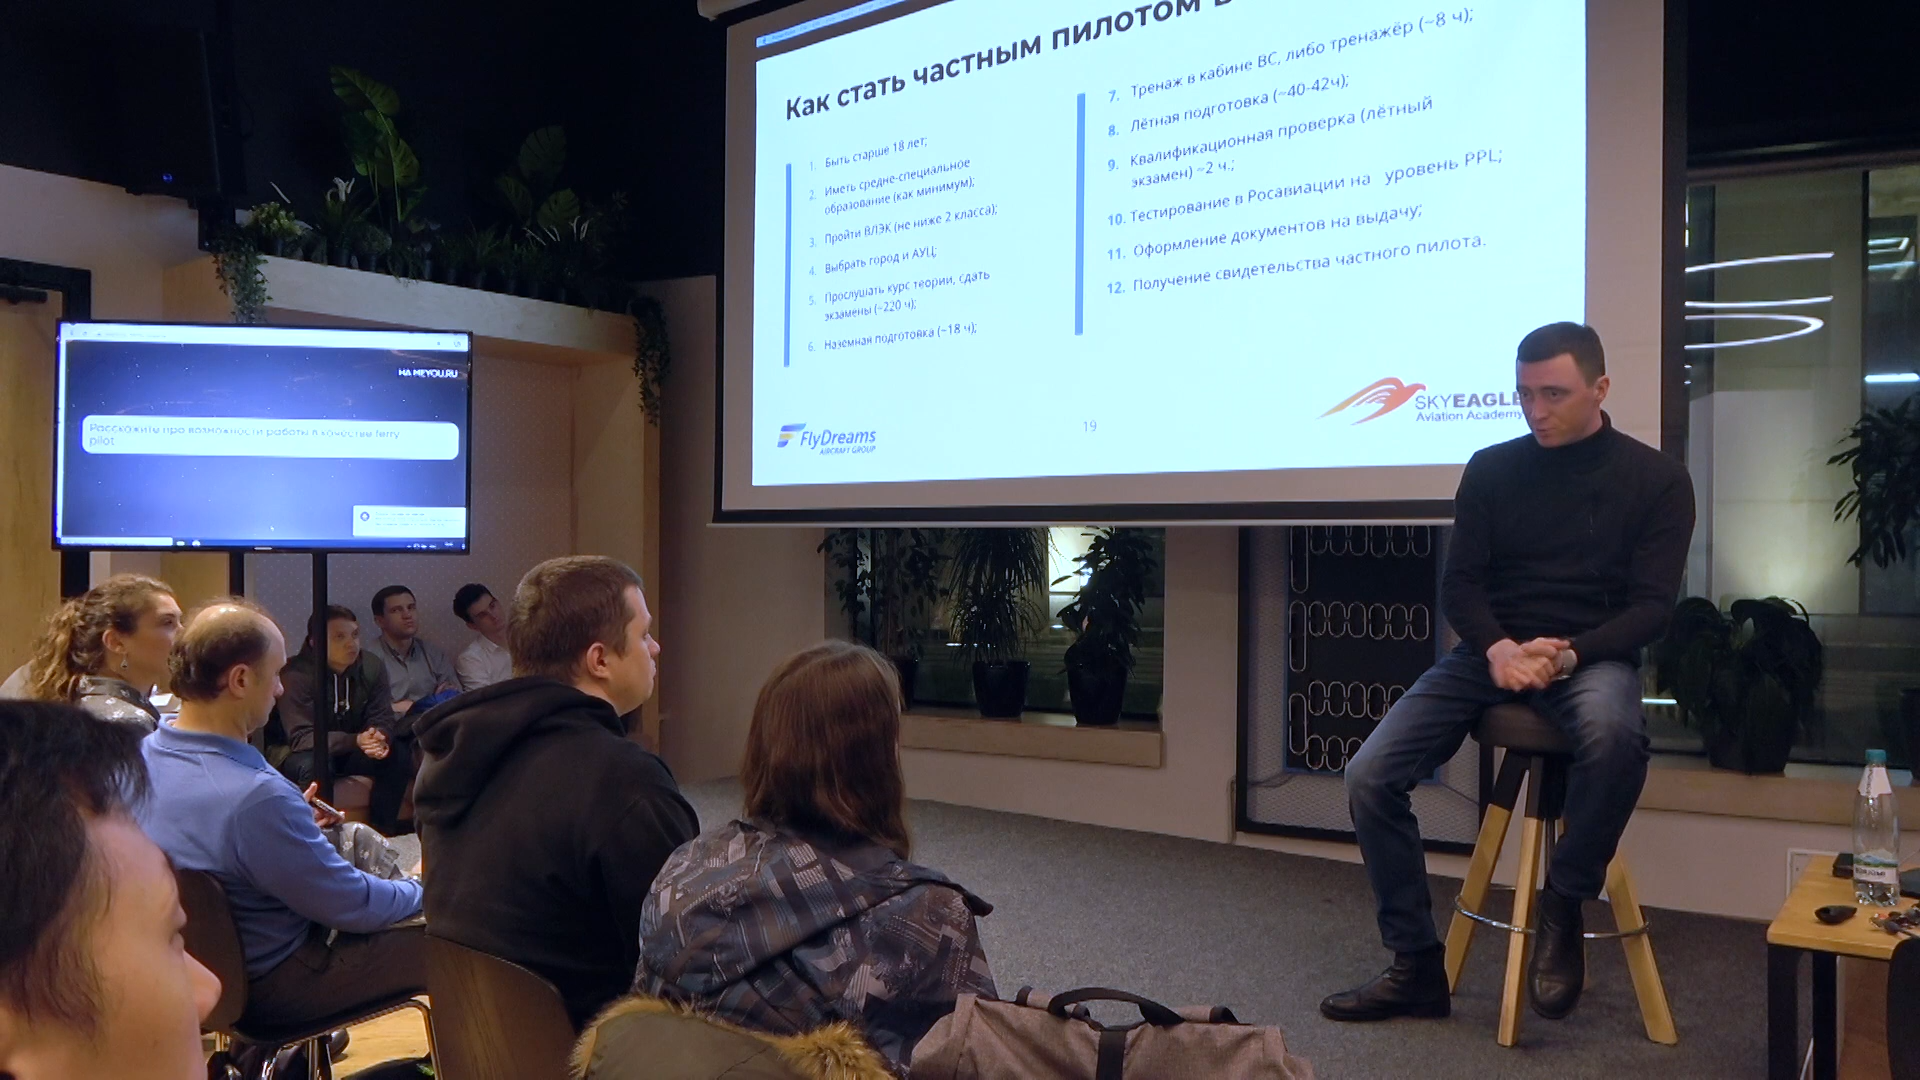 Как стать частным пилотом в
1. Быть старше 18 лет;
2. Иметь средне-специальное
образование (как минимум);
3. Пройти ВЛЭК (не ниже 2 класса);
4. Выбрать город и АУЦ;
5. Прослушать курс теории, сдать
экзамены (~220 ч);
6. Наземная подготовка (~18 ч);
7. Тренаж в кабине ВС, либо тренажёр (~8 ч);
8. Лётная подготовка (~40-42ч);
9. Квалификационная проверка (лётный
экзамен) ~2 ч.;
10. Тестирование в Росавиации на уровень PPL;
11. Оформление документов на выдачу;
12. Получение свидетельства частного пилота.
FlyDreams
AIRCRAFT GROUP
19
SKYEAGLE
Aviation Academy
НА MEYOU.RU
Расскажите про возможности работы в качестве ferry
pilot
BORJOMI